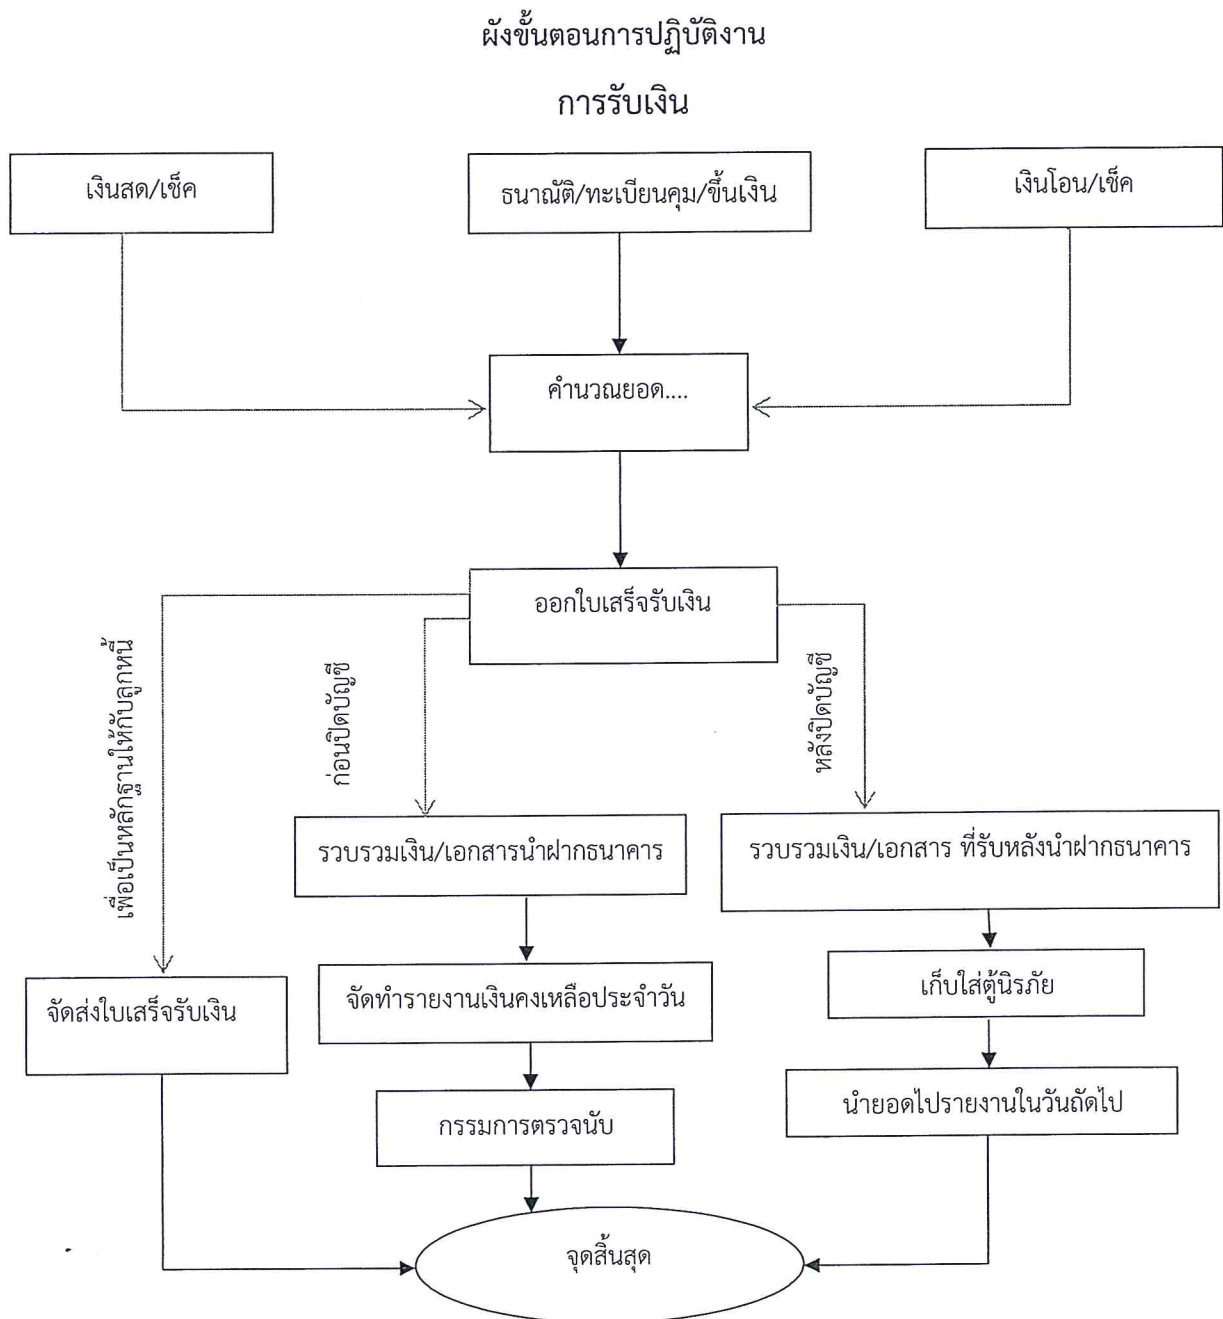 ผังขั้นตอนการปฏิบัติงาน
การรับเงิน
เงินสด/เช็ค
ธนาณัติ/ทะเบียนคุม/ขึ้นเงิน
เงินโอน/เช็ค
คำนวณยอด....
ออกใบเสร็จรับเงิน
เพื่อเป็นหลักฐานให้กับลูกหนี้
ก่อนปิดบัญชี
หลังปิดบัญชี
รวบรวมเงิน/เอกสารนำฝากธนาคาร
รวบรวมเงิน/เอกสาร ที่รับหลังนำฝากธนาคาร
จัดส่งใบเสร็จรับเงิน
จัดทำรายงานเงินคงเหลือประจำวัน
เก็บใส่ตู้นิรภัย
กรรมการตรวจนับ
นำยอดไปรายงานในวันถัดไป
จุดสิ้นสุด